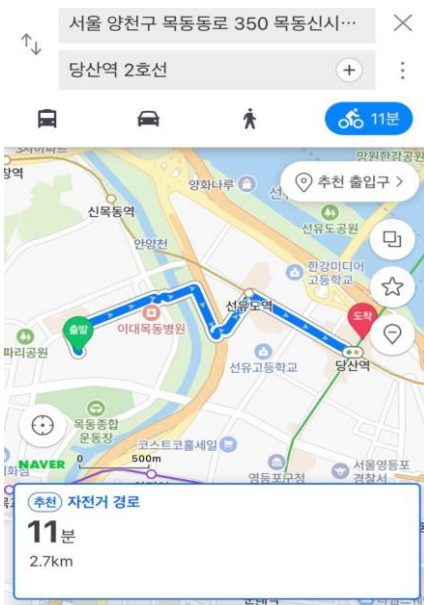 서울 양천구 목동동로 350 목동신시…
당산역 2호선
11분
양화나루
추천 출입구
신목동역
선유도공원
안양천
한강미디어
고등학교
선유도역
출발
도착
이대목동병원
파리공원
선유고등학교
당산역
목동종합
운동장
코스트코홀세일
NAVER
0
500m
영등포구청
서울영등포
경찰서
추천 자전거 경로
11분
2.7km